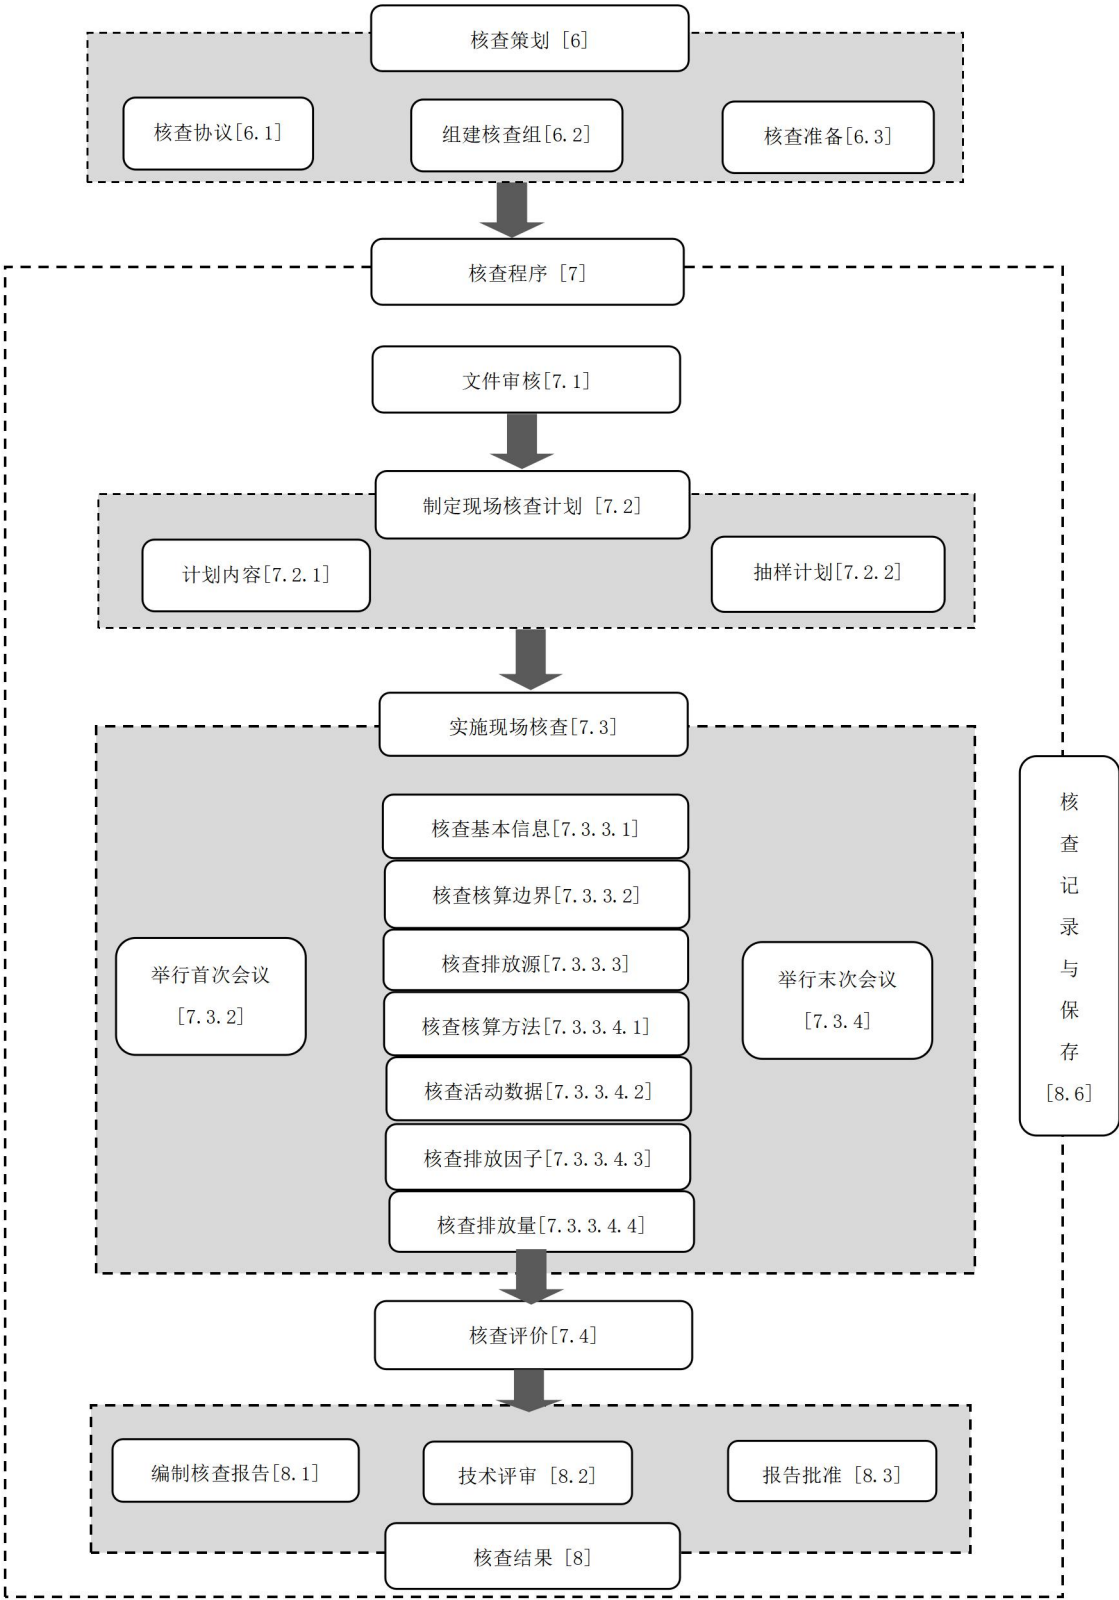 核查策划 [6]
核查协议[6.1]
组建核查组[6.2]
核查准备[6.3]
核查程序 [7]
文件审核[7.1]
制定现场核查计划 [7.2]
计划内容[7.2.1]
抽样计划[7.2.2]
实施现场核查[7.3]
核查基本信息[7.3.3.1]
核查核算边界[7.3.3.2]
核查排放源[7.3.3.3]
核查核算方法[7.3.3.4.1]
核查活动数据[7.3.3.4.2]
核查排放因子[7.3.3.4.3]
核查排放量[7.3.3.4.4]
举行首次会议
[7.3.2]
举行末次会议
[7.3.4]
核
查
记
录
与
保
存
[8.6]
核查评价[7.4]
编制核查报告[8.1]
技术评审 [8.2]
报告批准 [8.3]
核查结果 [8]